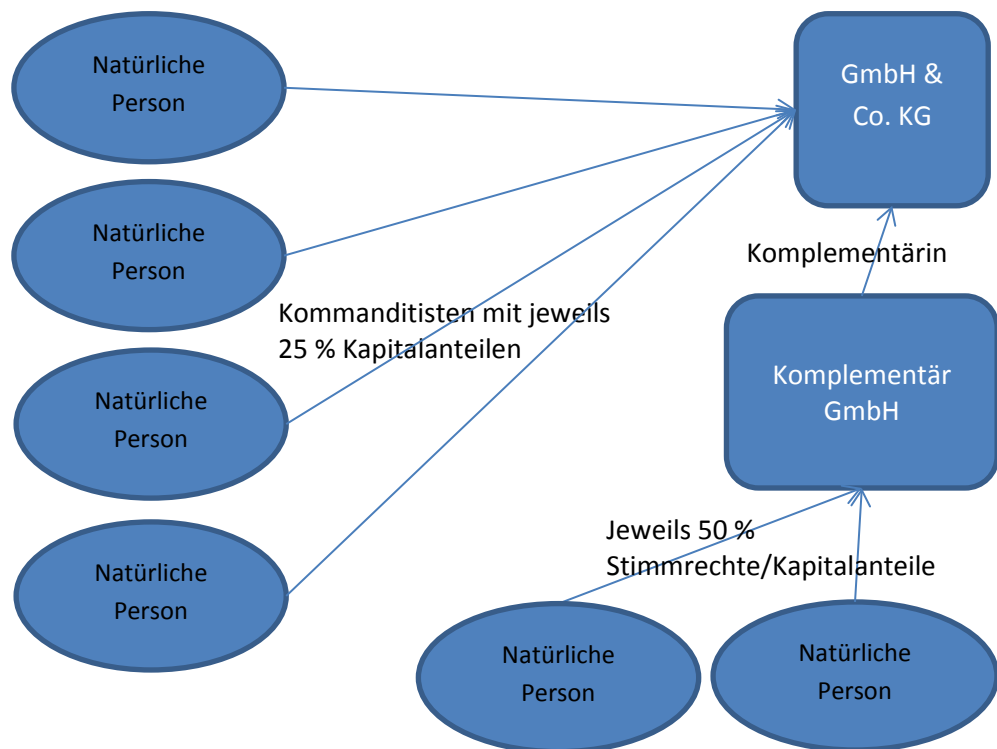 Natürliche
Person
GmbH &
Co. KG
Natürliche
Person
Komplementärin
Kommanditisten mit jeweils
25 % Kapitalanteilen
Natürliche
Person
Komplementär
GmbH
Natürliche
Person
Jeweils 50 %
Stimmrechte/Kapitalanteile
Natürliche
Person
Natürliche
Person